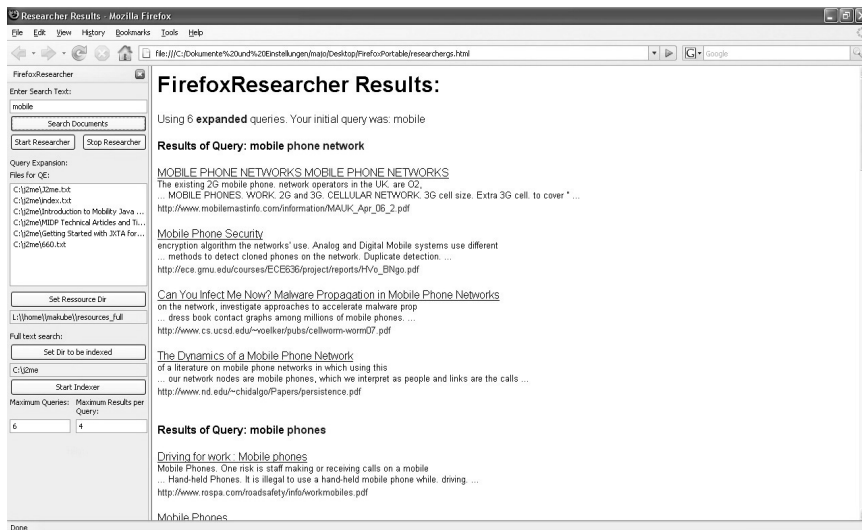 Researcher Results - Mozilla Firefox
File Edit View History Bookmarks Tools Help
file:///C:/Dokumente%20und%20Einstellungen/majo/Desktop/FirefoxPortable/researchergs.html
G Google
FirefoxResearcher
Enter Search Text:
mobile
Search Documents
Start Researcher Stop Researcher
Query Expansion:
Files for QE:
C:\j2me\J2me.txt
C:\j2me\index.txt
C:\j2me\Introduction to Mobility Java ...
C:\j2me\MIDP Technical Articles and Ti...
C:\j2me\Getting Started with JXTA for...
C:\j2me\660.txt
Set Ressource Dir
L:\\home\\makube\\resources_full
Full text search:
Set Dir to be indexed
C:\j2me
Start Indexer
Maximum Queries: Maximum Results per
Query:
6 4
FirefoxResearcher Results:
Using 6 expanded queries. Your initial query was: mobile
Results of Query: mobile phone network
MOBILE PHONE NETWORKS MOBILE PHONE NETWORKS
The existing 2G mobile phone. network operators in the UK. are O2,
... MOBILE PHONES. WORK. 2G and 3G. CELLULAR NETWORK. 3G cell size. Extra 3G cell. to cover " ...
http://www.mobilemastinfo.com/information/MAUK_Apr_06_2.pdf
Mobile Phone Security
encryption algorithm the networks' use. Analog and Digital Mobile systems use different
... methods to detect cloned phones on the network. Duplicate detection. ...
http://ece.gmu.edu/courses/ECE636/project/reports/HVo_BNgo.pdf
Can You Infect Me Now? Malware Propagation in Mobile Phone Networks
on the network, investigate approaches to accelerate malware prop
... dress book contact graphs among millions of mobile phones. ...
http://www.cs.ucsd.edu/~voelker/pubs/cellworm-worm07.pdf
The Dynamics of a Mobile Phone Network
of a literature on mobile phone networks in which using this
... our network nodes are mobile phones, which we interpret as people and links are the calls ...
http://www.nd.edu/~chidalgo/Papers/persistence.pdf
Results of Query: mobile phones
Driving for work : Mobile phones
Mobile Phones. One risk is staff making or receiving calls on a mobile
... Hand-held Phones. It is illegal to use a hand-held mobile phone while. driving. ...
http://www.rospa.com/roadsafety/info/workmobiles.pdf
Mobile Phones
Done